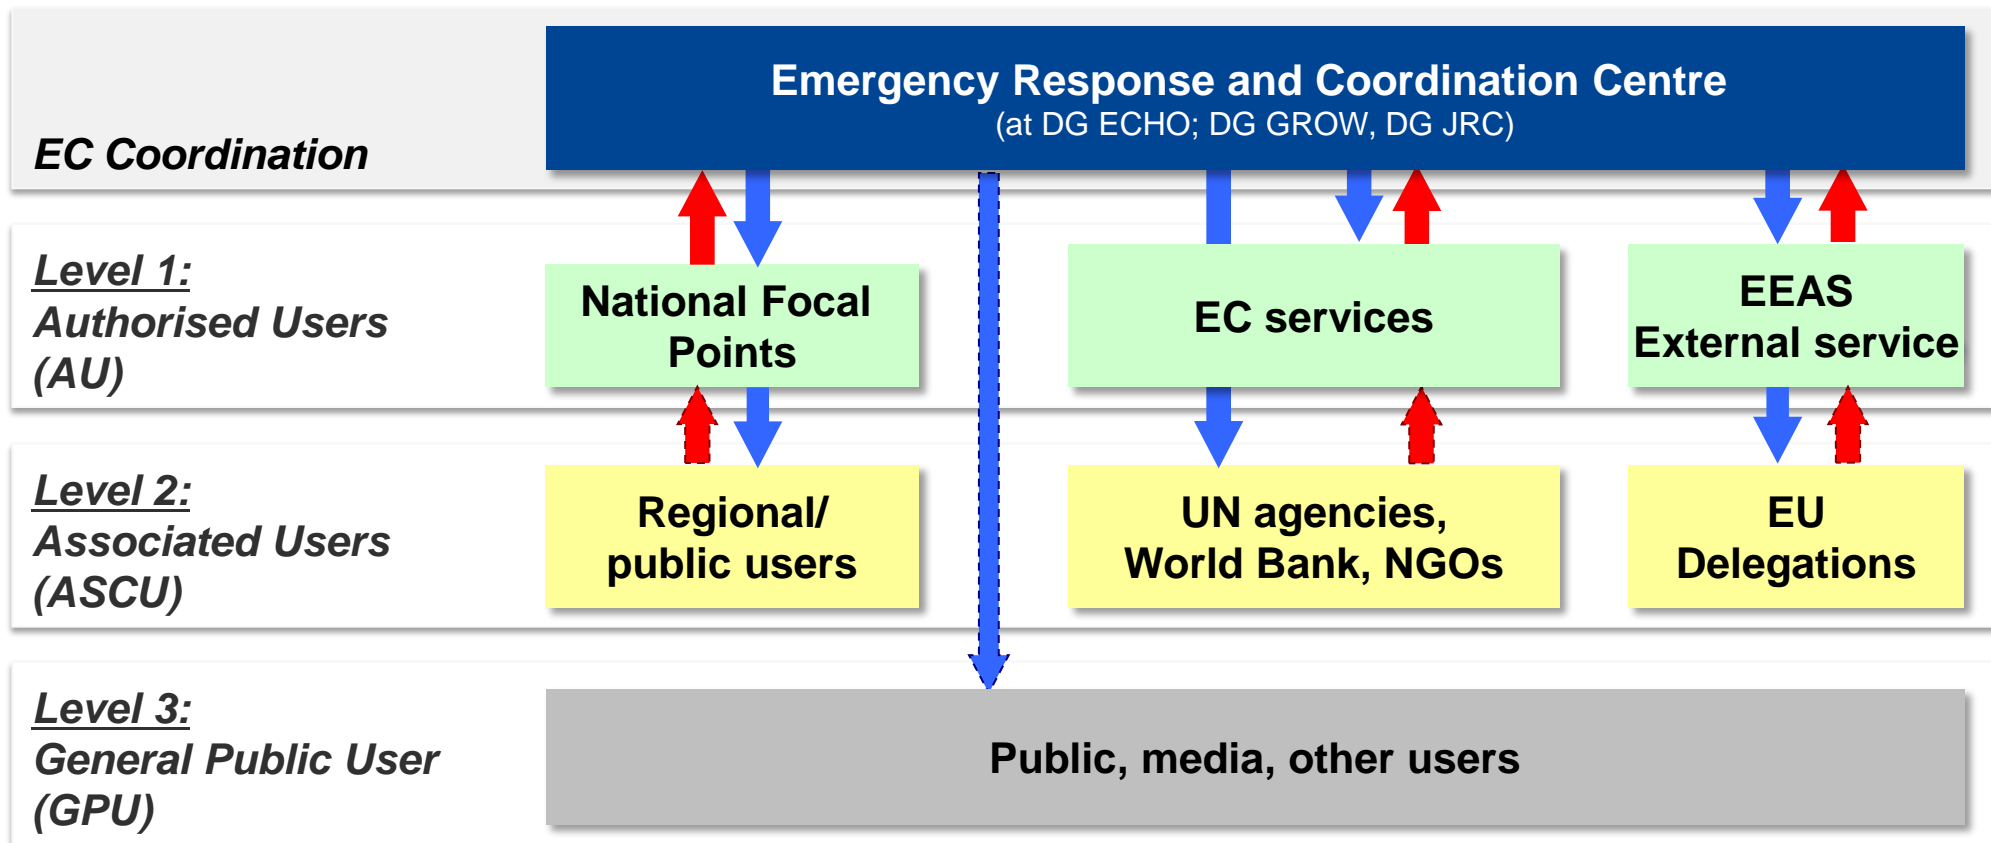 Emergency Response and Coordination Centre
(at DG ECHO; DG GROW, DG JRC)
EC Coordination
Level 1:
Authorised Users
(AU)
National Focal
Points
EC services
EEAS
External service
Level 2:
Associated Users
(ASCU)
Regional/
public users
UN agencies,
World Bank, NGOs
EU
Delegations
Level 3:
General Public User
(GPU)
Public, media, other users